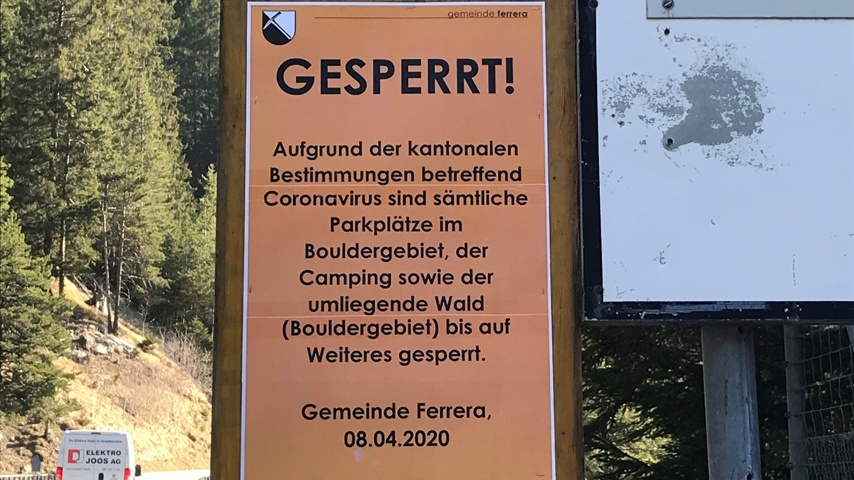 gemeinde ferrera
GESPERRT!
Aufgrund der kantonalen
Bestimmungen betreffend
Coronavirus sind sämtliche
Parkplätze im
Bouldergebiet, der
Camping sowie der
umliegende Wald
(Bouldergebiet) bis auf
Weiteres gesperrt.
Gemeinde Ferrera,
08.04.2020
ELEKTRO
JOOS AG